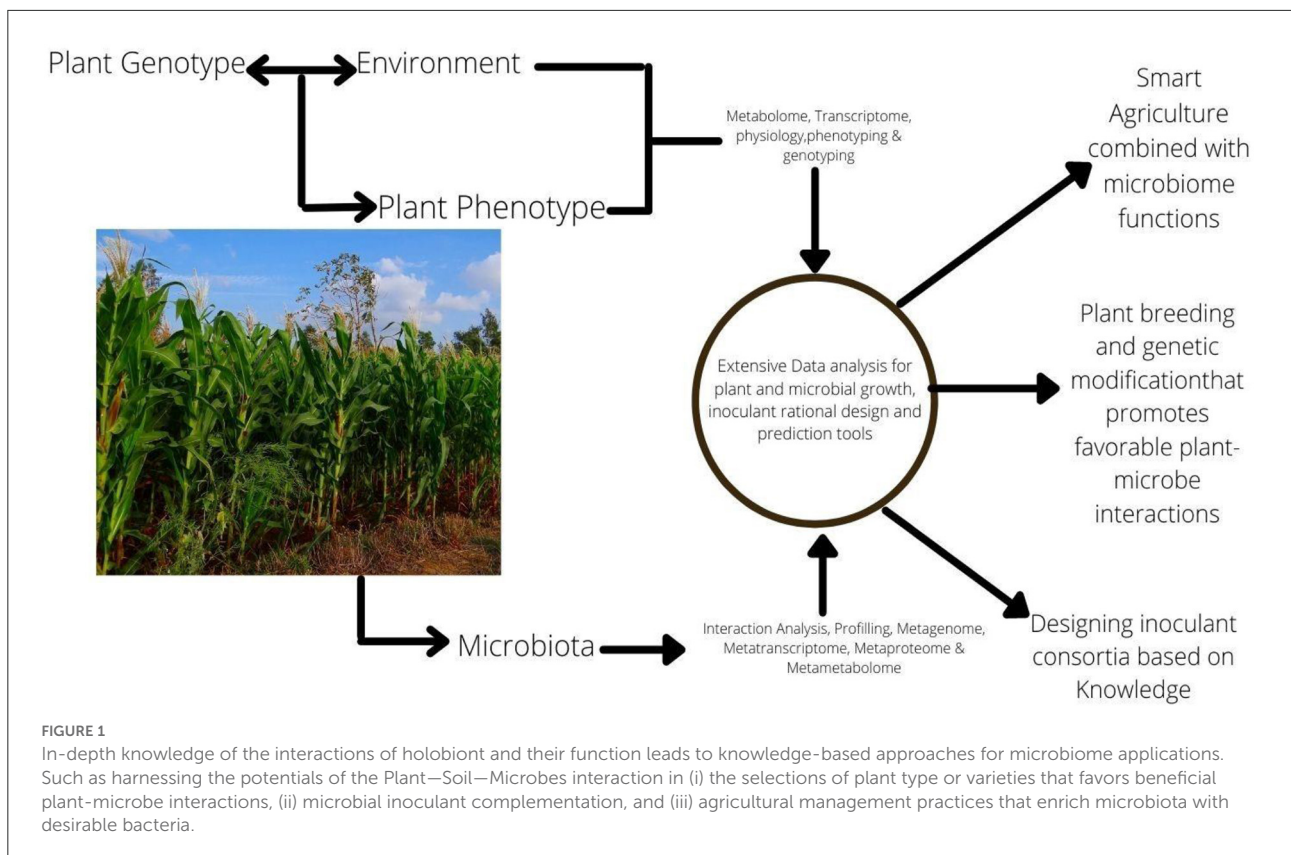 Plant Genotype
Environment
Plant Phenotype
Metabolome, Transcriptome,
physiology,phenotyping &
genotyping
Smart
Agriculture
combined with
microbiome
functions
Extensive Data analysis for
plant and microbial growth,
inoculant rational design and
prediction tools
Plant breeding
and genetic
modificationthat
promotes
favorable plant-
microbe
interactions
Microbiota
Interaction Analysis, Profilling, Metagenome,
Metatranscriptome, Metaproteome &
Metametabolome
Designing inoculant
consortia based on
Knowledge
FIGURE 1
In-depth knowledge of the interactions of holobiont and their function leads to knowledge-based approaches for microbiome applications.
Such as harnessing the potentials of the Plant—Soil—Microbes interaction in (i) the selections of plant type or varieties that favors beneficial
plant-microbe interactions, (ii) microbial inoculant complementation, and (iii) agricultural management practices that enrich microbiota with
desirable bacteria.